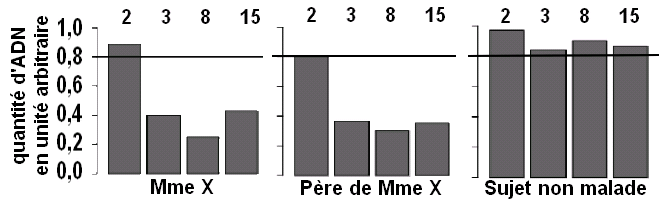 2 3 8 15 2 3 8 15 2 3 8 15
quantité d'ADN
en unité arbitraire
1,0
0,8
0,6
0,4
0,2
0,0
Mme X Père de Mme X Sujet non malade